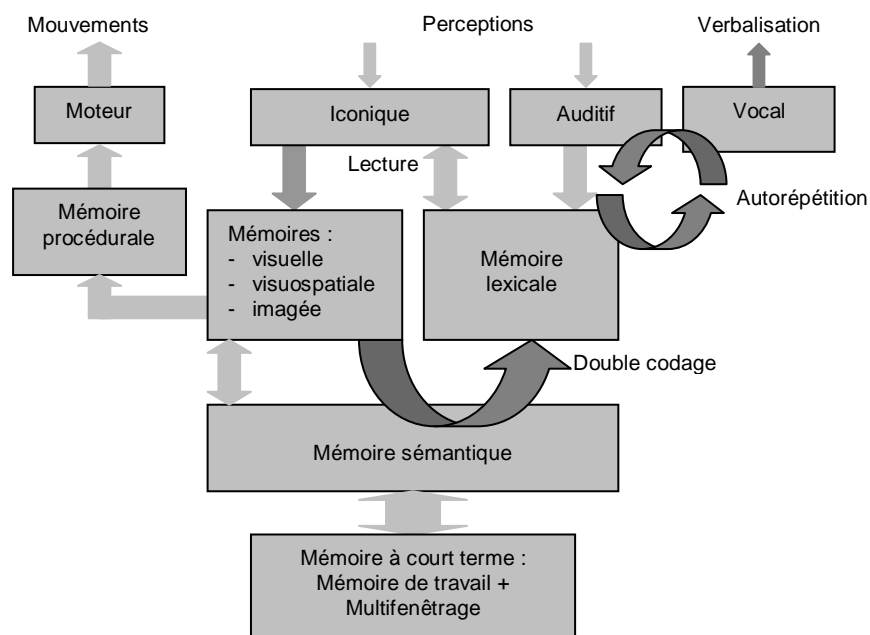 Mouvements
Perceptions
Verbalisation
Moteur
Iconique
Auditif
Vocal
Lecture
Autorépétition
Mémoire
procédurale
Mémoires :
- visuelle
- visuospatiale
- imagée
Mémoire
lexicale
Double codage
Mémoire sémantique
Mémoire à court terme :
Mémoire de travail +
Multifenêtrage